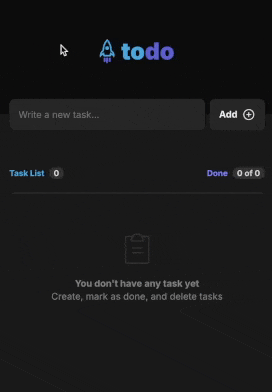 todo
Write a new task...
Add
Task List 0
Done 0 of 0
You don't have any task yet
Create, mark as done, and delete tasks